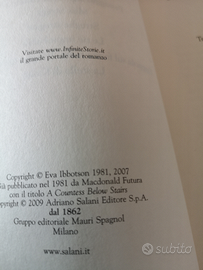 Visitate www.InfiniteStorie.it
il grande portale del romanzo
Copyright © Eva Ibbotson 1981, 2007
Già pubblicato nel 1981 da Macdonald Futura
con il titolo A Countess Below Stairs
Copyright © 2009 Adriano Salani Editore S.p.A.
dal 1862
Gruppo editoriale Mauri Spagnol
Milano
www.salani.it
subito